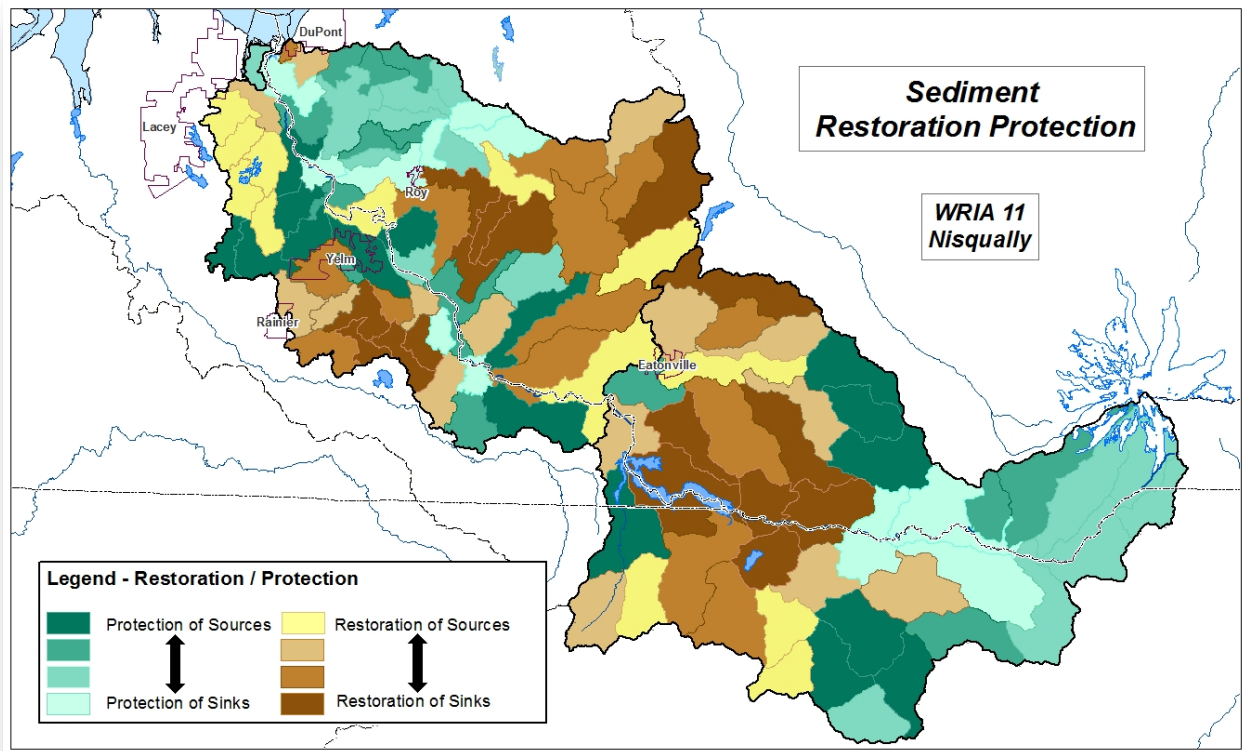 DuPont
Sediment
Restoration Protection
Lacey
Roy
WRIA 11
Nisqually
Yelm
Rainier
Eatonville
Legend - Restoration / Protection
Protection of Sources
Restoration of Sources
Protection of Sinks
Restoration of Sinks